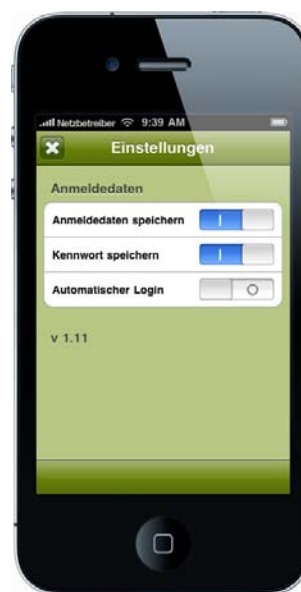 Netzbetreiber 9:39 AM
Einstellungen
Anmeldedaten
Anmeldedaten speichern
Kennwort speichern
Automatischer Login
v 1.11